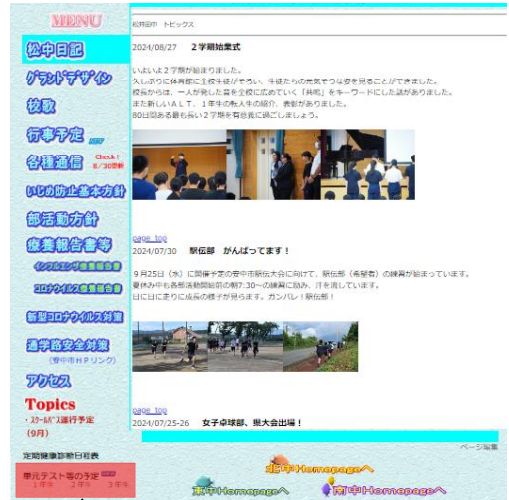 MENU
松中日記
グランドデザイン
校歌
行事予定 NEW
各種通信 Check! 8/30更新
いじめ防止基本方針
部活動方針
療養報告書等
インフルエンザ療養報告書
コロナウイルス療養報告書
新型コロナウイルス対策
通学路安全対策
(安中市HPリンク)
アクセス
Topics
・スクールバス運行予定
(9月)
定期健康診断日程表
単元テスト等の予定
1年生 2年生 3年生
松井田中 トピックス
2024/08/27 2学期始業式
いよいよ2学期が始まりました。
久しぶりに体育館に全校生徒がそろい、生徒たちの元気そうな姿を見ることができました。
校長からは、一人が発した音を全校に広めていく「共鳴」をキーワードにした話がありました。
また新しいALT、1年生の転入生の紹介、表彰がありました。
80日間ある最も長い2学期を有意義に過ごしましょう。
page top
2024/07/30 駅伝部 がんばってます!
9月25日(水)に開催予定の安中市駅伝大会に向けて、駅伝部(希望者)の練習が始まっています。
夏休み中も各部活動開始前の朝7:30~の練習に励み、汗を流しています。
日に日に走りに成長の様子が見らます。ガンバレ!駅伝部!
page top
2024/07/25-26 女子卓球部、県大会出場!
ページ編集
北中Homepageへ
東中Homepageへ
南中Homepageへ